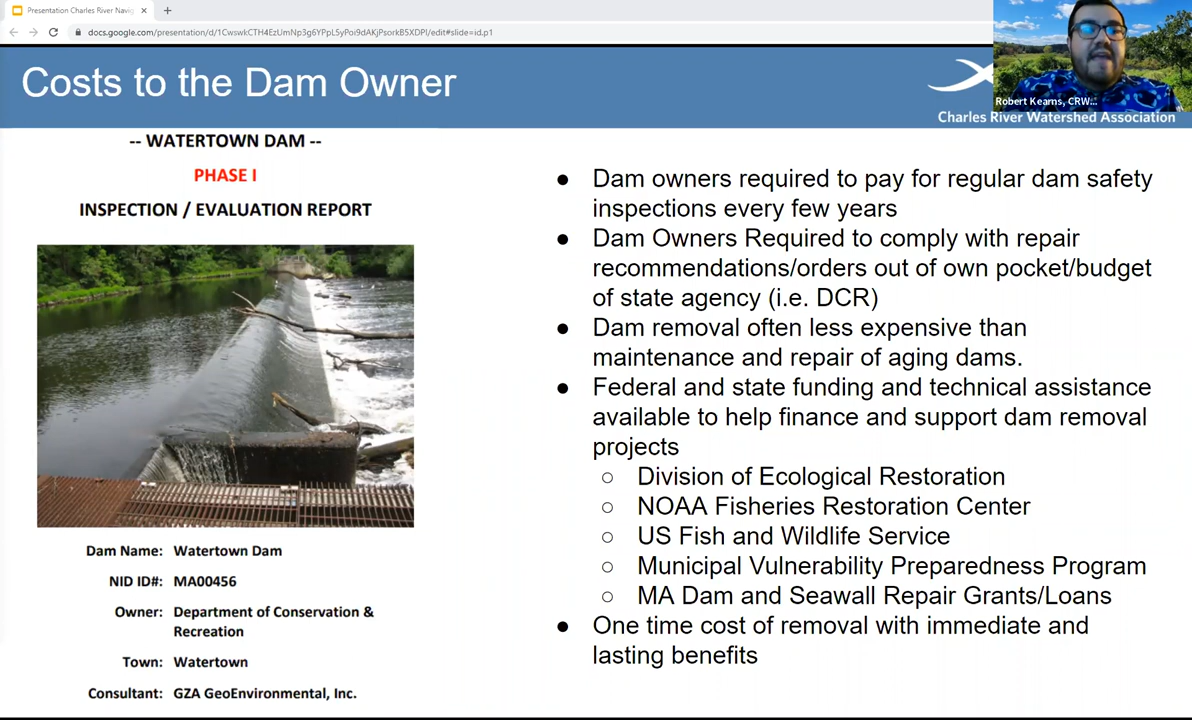 Presentation Charles River Navig
docs.google.com/presentation/d/1CwswkCTH4EzUmNp3g6YPpL5yPoi9dAKjPsorkB5XDPI/edit#slide=id.p1
Costs to the Dam Owner
Robert Kearns, CRW...
Charles River Watershed Association
-- WATERTOWN DAM --
PHASE I
INSPECTION / EVALUATION REPORT
Dam Name: Watertown Dam
NID ID#: MA00456
Owner: Department of Conservation &
Recreation
Town: Watertown
Consultant: GZA GeoEnvironmental, Inc.
● Dam owners required to pay for regular dam safety
inspections every few years
● Dam Owners Required to comply with repair
recommendations/orders out of own pocket/budget
of state agency (i.e. DCR)
● Dam removal often less expensive than
maintenance and repair of aging dams.
● Federal and state funding and technical assistance
available to help finance and support dam removal
projects
○ Division of Ecological Restoration
○ NOAA Fisheries Restoration Center
○ US Fish and Wildlife Service
○ Municipal Vulnerability Preparedness Program
○ MA Dam and Seawall Repair Grants/Loans
● One time cost of removal with immediate and
lasting benefits